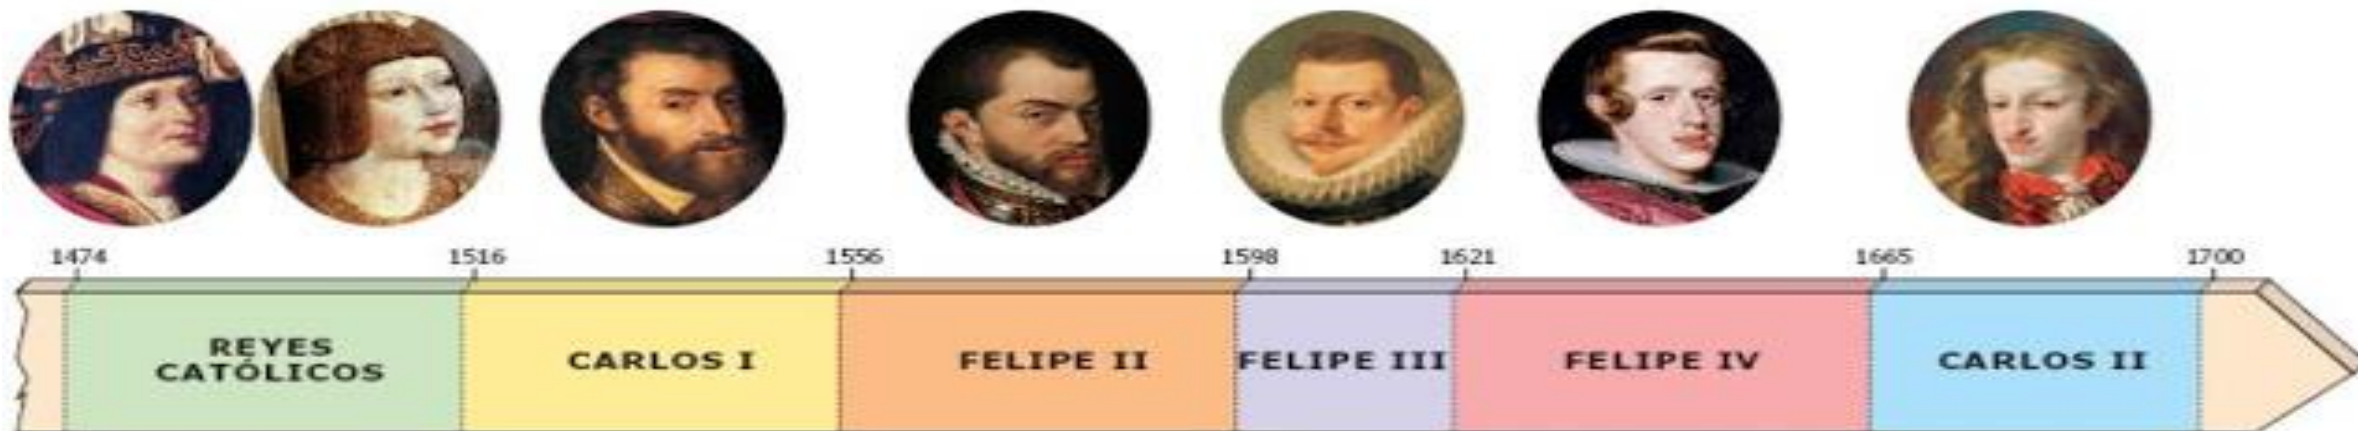 1474 1516 1556 1598 1621 1665 1700
REYES
CATÓLICOS
CARLOS I
FELIPE II
FELIPE III
FELIPE IV
CARLOS II